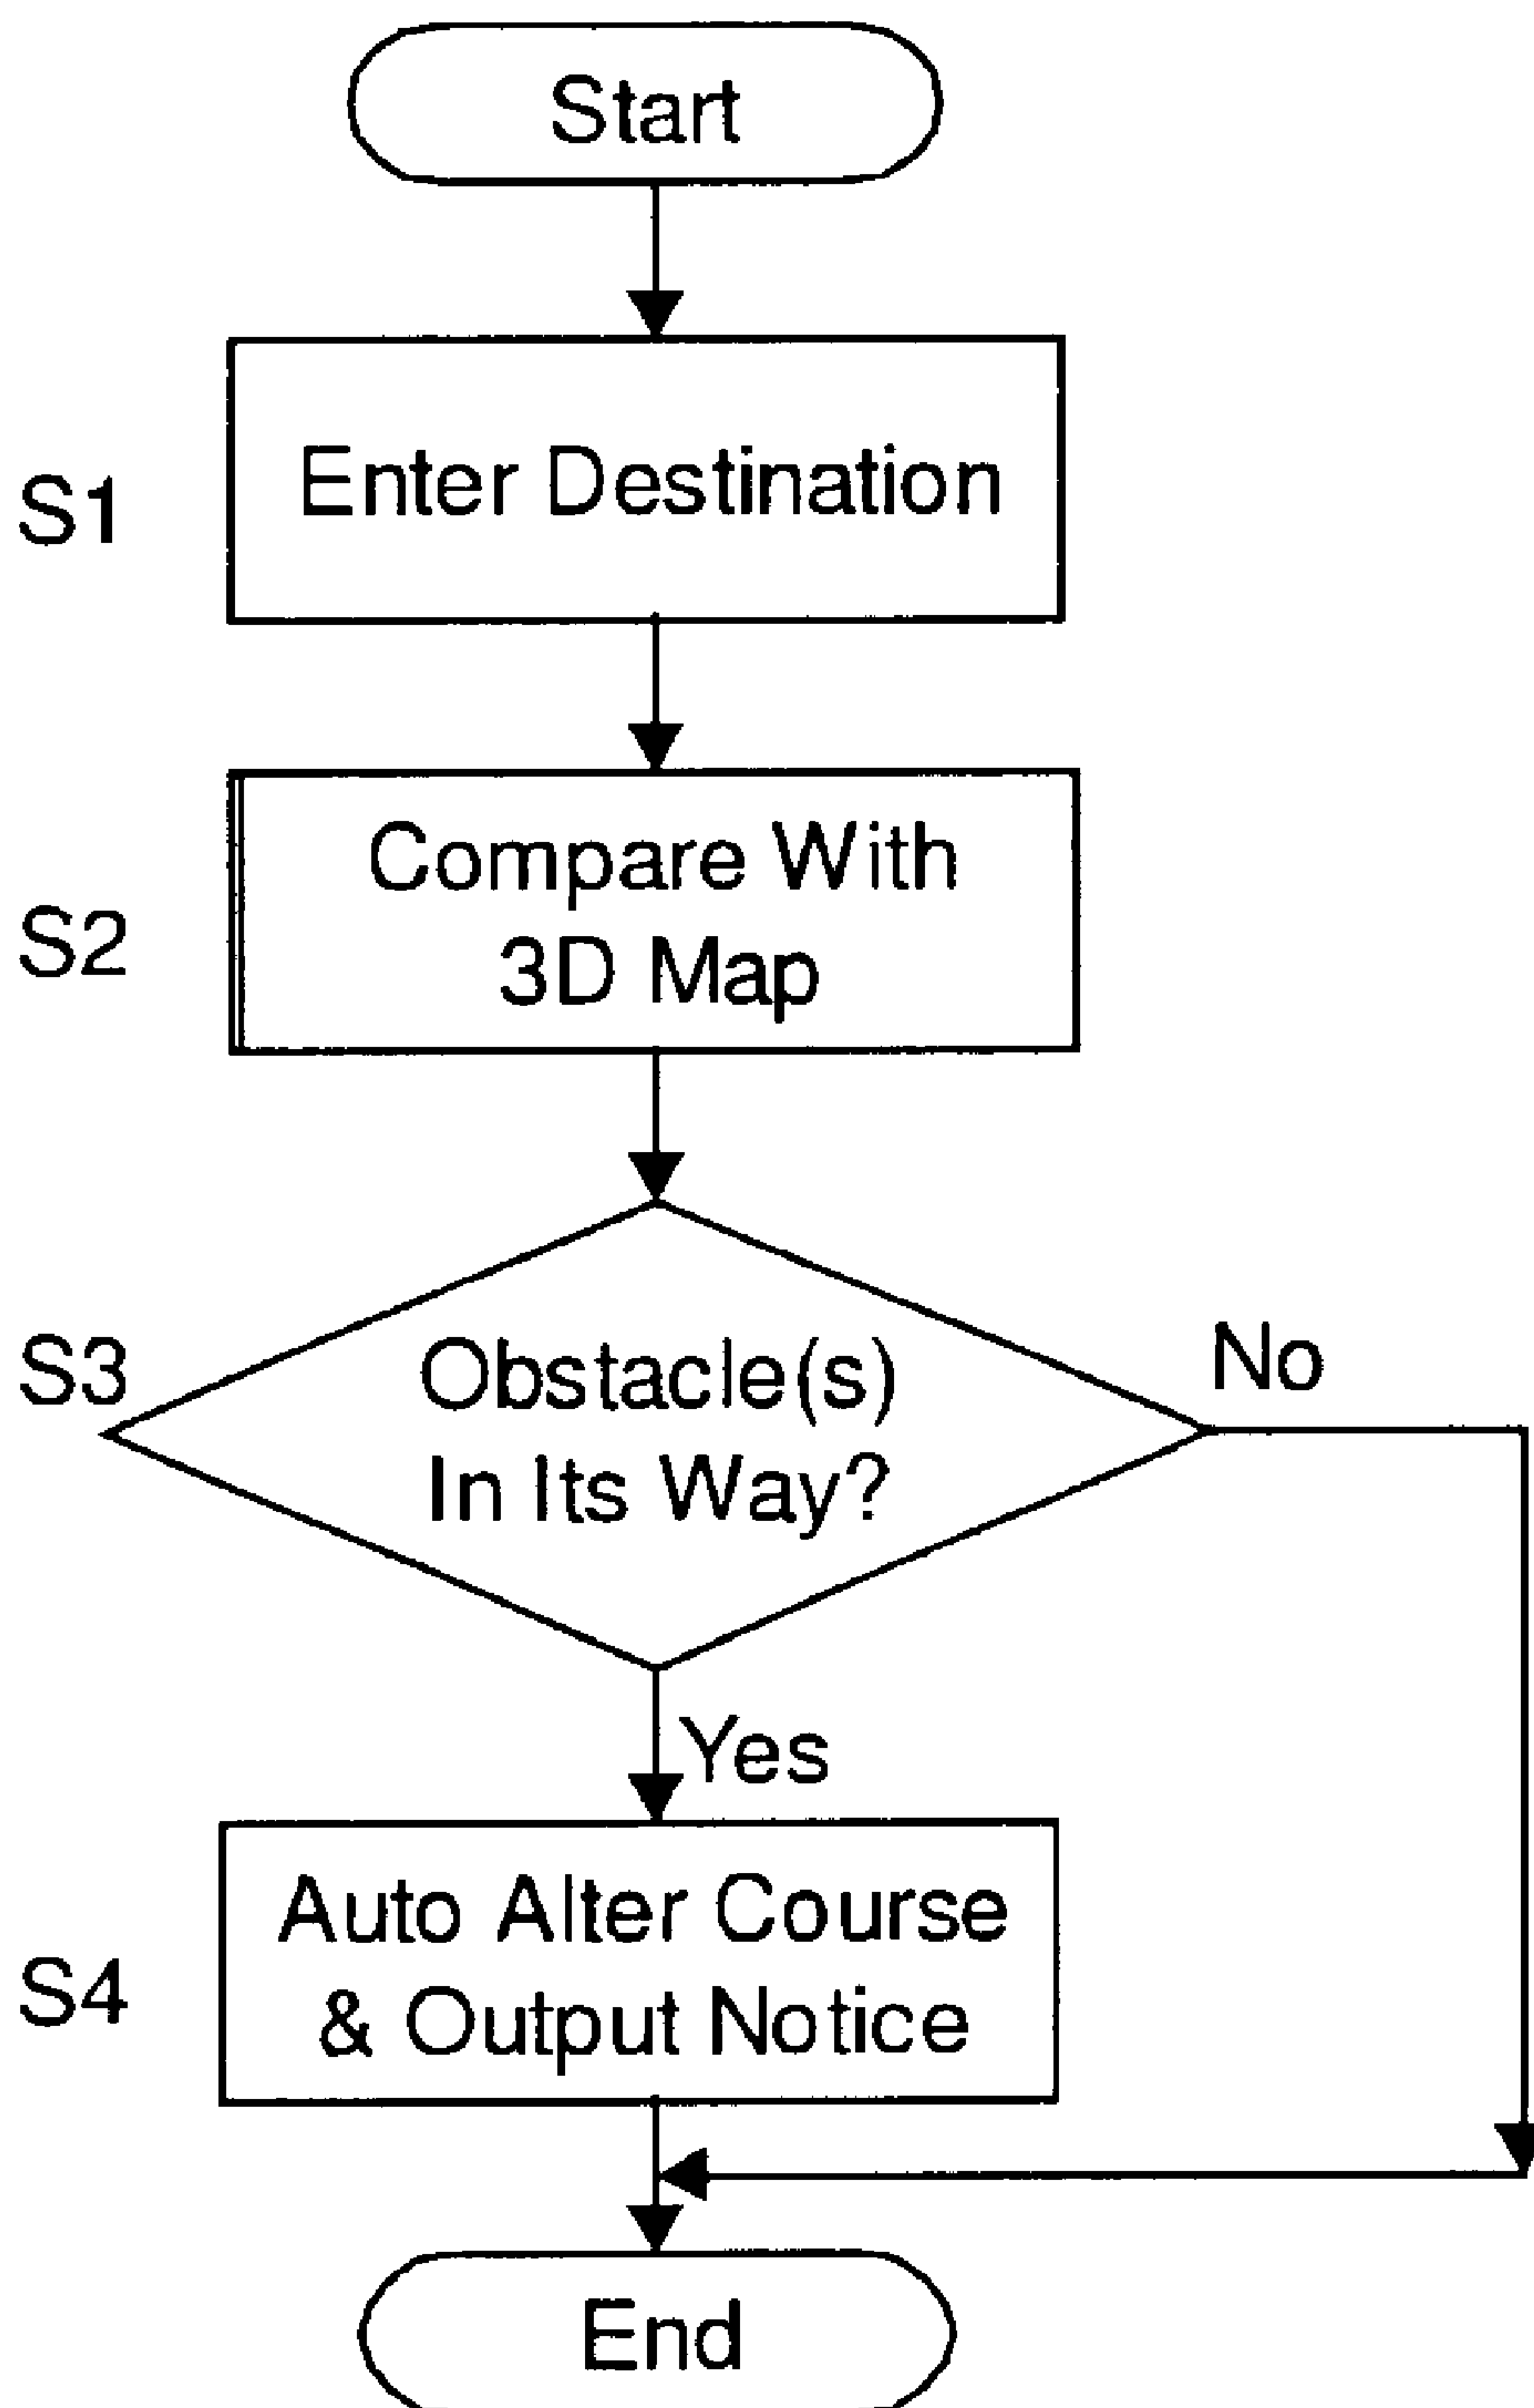 Start
S1
Enter Destination
S2
Compare With
3D Map
S3
Obstacle(s)
In Its Way?
No
Yes
S4
Auto Alter Course
& Output Notice
End